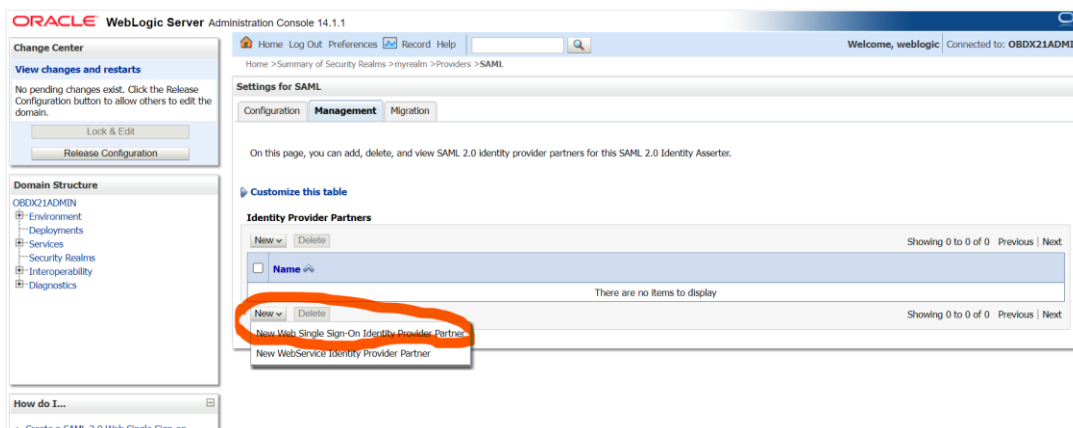 ORACLE WebLogic Server Administration Console 14.1.1
Change Center
View changes and restarts
No pending changes exist. Click the Release
Configuration button to allow others to edit the
domain.
Lock & Edit
Release Configuration
Domain Structure
OBDX21ADMIN
Environment
Deployments
Services
Security Realms
Interoperability
Diagnostics
How do I...
Home Log Out Preferences Record Help
Welcome, weblogic Connected to: OBDX21ADMI
Home >Summary of Security Realms >myrealm >Providers >SAML
Settings for SAML
Configuration Management Migration
On this page, you can add, delete, and view SAML 2.0 identity provider partners for this SAML 2.0 Identity Asserter.
Customize this table
Identity Provider Partners
New Delete
Showing 0 to 0 of 0 Previous | Next
Name
There are no items to display
New Delete
Showing 0 to 0 of 0 Previous | Next
New Web Single Sign-On Identity Provider Partner
New WebService Identity Provider Partner